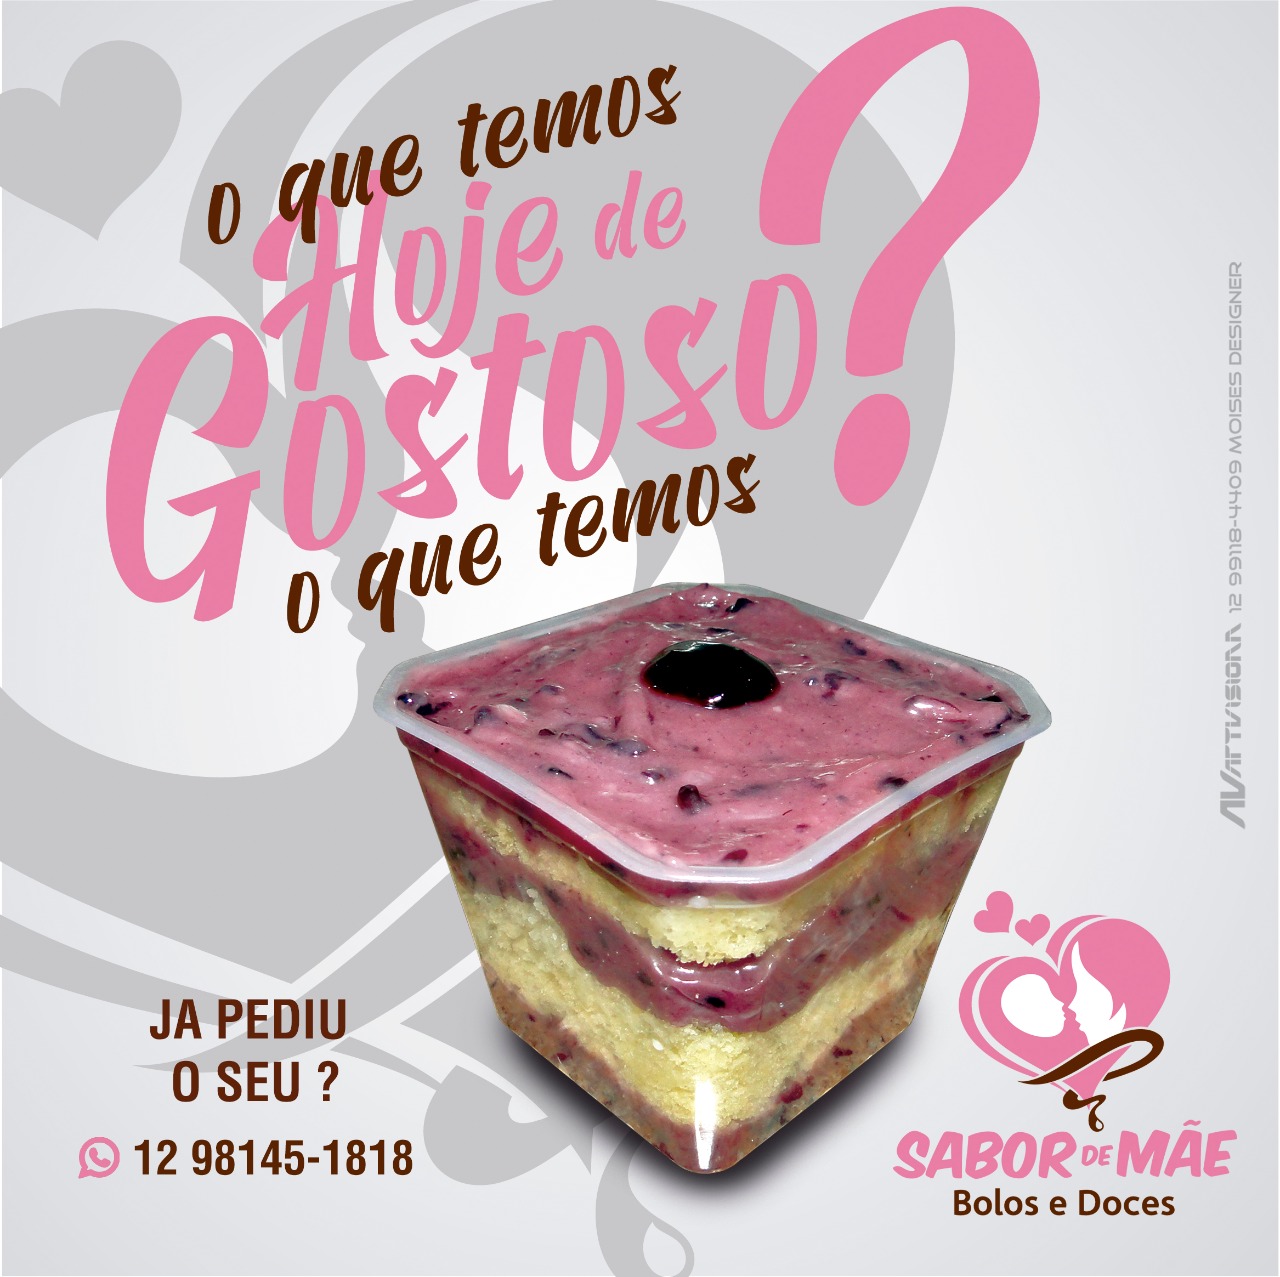 o que temos
Hoje de
Gostoso?
o que temos
JA PEDIU
O SEU ?
12 98145-1818
SABOR DE MÃE
Bolos e Doces
ARTVISION 12 99118-4409 MOISES DESIGNER